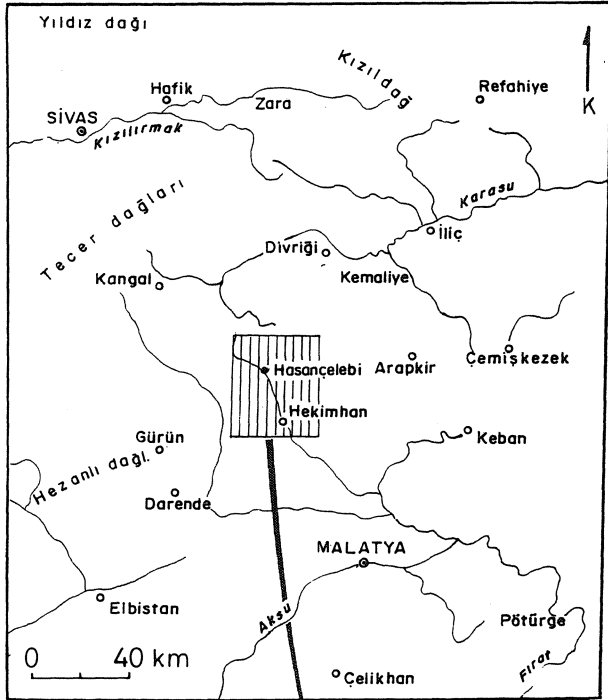 Yıldız dağı
Kızıldağ
Hafik
Zara
Refahiye
K
SİVAS
Kızılırmak
Karasu
Tecer dağları
İliç
Divriği
Kemaliye
Kangal
Hasançelebi
Arapkir
Çemişkezek
Hekimhan
Gürün
Keban
Hezanlı dağl.
Darende
MALATYA
Elbistan
Aksu
Pötürge
0 40 km
Çelikhan
Fırat